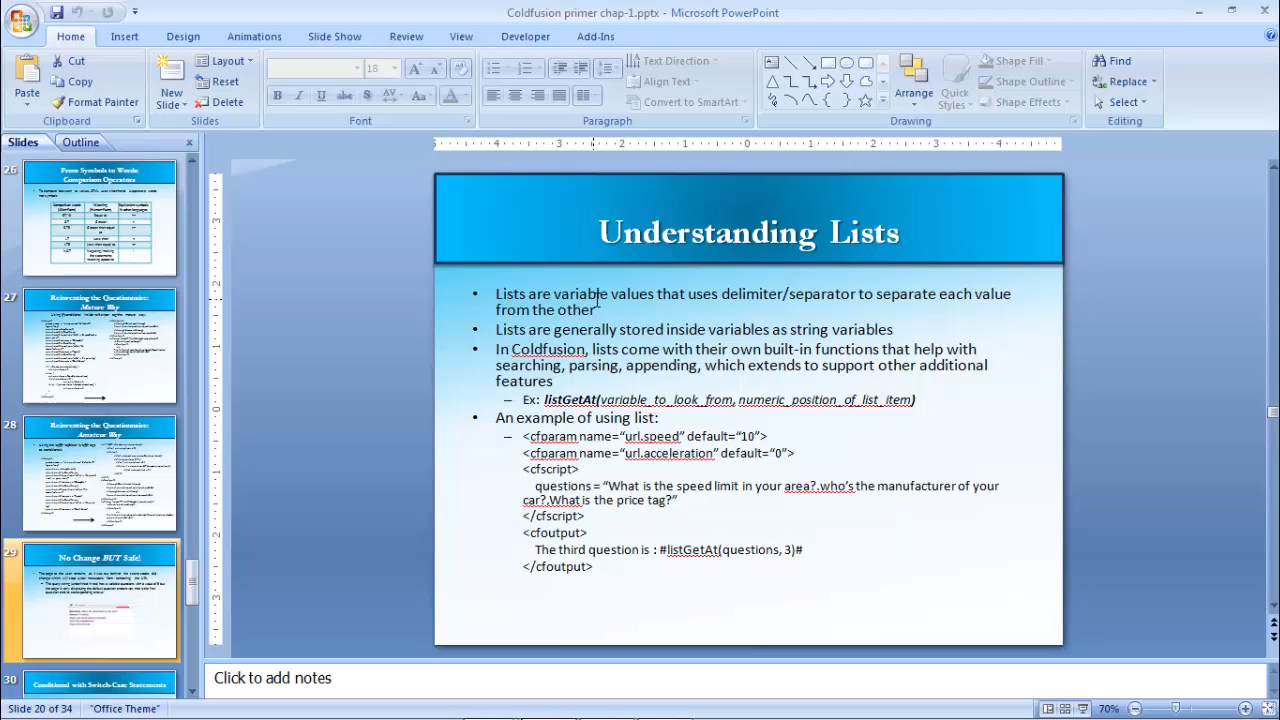 Coldfusion primer chap-1.pptx - Microsoft PowerPoint
Home Insert Design Animations Slide Show Review View Developer Add-Ins
Paste
Cut
Copy
Format Painter
Clipboard
New Slide
Layout
Reset
Delete
Slides
18
Font
Text Direction
Align Text
Convert to SmartArt
Paragraph
Arrange
Quick Styles
Shape Fill
Shape Outline
Shape Effects
Drawing
Find
Replace
Select
Editing
Slides Outline
26
From Symbols to Words:
Comparison Operators
27
Reinventing the Questionnaire:
Mature Way
28
Reinventing the Questionnaire:
Amateur Way
29
No Change BUT Safe!
30
Conditional with Switch-Case Statements
Understanding Lists
• Lists are variable values that uses delimiter/separator to separate each value
from the other
• Lists are generally stored inside variables as string variables
Coldfusion, lists come with their own built-in functions that help with
searching, parsing, appending, which extends to support other additional
features
– Ex: listGetAt(variable_to_look_from, numeric_position_of_list_item)
• An example of using list:
<cfparam name=“url.speed” default=“10”>
<cfparam name=“url.acceleration” default=“0”>
<cfscript>
questions = “What is the speed limit in your city?,Who’s the manufacturer of your
car?,Whats is the price tag?”
</cfscript>
<cfoutput>
The third question is : #listGetAt(questions, 3)#
</cfoutput>
Click to add notes
Slide 20 of 34 "Office Theme" 70%